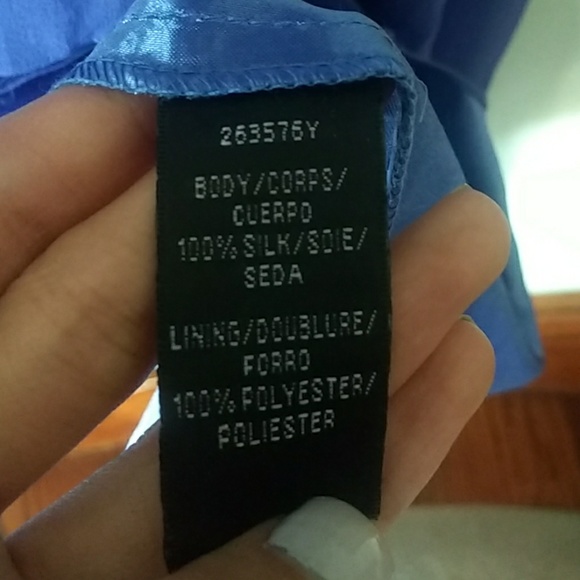 263576Y
BODY/CORPS/
CUERPO
100% SILK/SOIE/
SEDA
LINING/DOUBLURE/
FORRO
100% POLYESTER/
POLIESTER